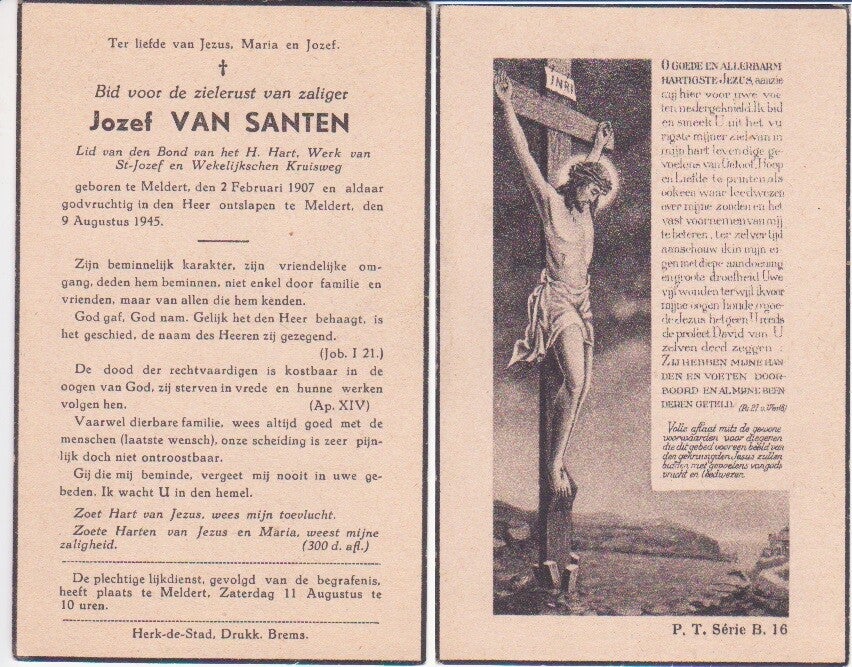 Ter liefde van Jezus, Maria en Jozef.
Bid voor de zielerust van zaliger
Jozef VAN SANTEN
Lid van den Bond van het H. Hart, Werk van
St-Jozef en Wekelijkschen Kruisweg
geboren te Meldert, den 2 Februari 1907 en aldaar
godvruchtig in den Heer ontslapen te Meldert, den
9 Augustus 1945.
Zijn beminnelijk karakter, zijn vriendelijke om-
gang, deden hem beminnen, niet enkel door familie en
vrienden, maar van allen die hem kenden.
God gaf, God nam. Gelijk het den Heer behaagt, is
het geschied, de naam des Heeren zij gezegend.
(Job. I 21.)
De dood der rechtvaardigen is kostbaar in de
oogen van God, zij sterven in vrede en hunne werken
volgen hen. (Ap. XIV)
Vaarwel dierbare familie, wees altijd goed met de
menschen (laatste wensch), onze scheiding is zeer pijn-
lijk doch niet ontroostbaar.
Gij die mij beminde, vergeet mij nooit in uwe ge-
beden. Ik wacht U in den hemel.
Zoet Hart van Jezus, wees mijn toevlucht.
Zoete Harten van Jezus en Maria, weest mijne
zaligheid. (300 d. afl.)
De plechtige lijkdienst, gevolgd van de begrafenis,
heeft plaats te Meldert, Zaterdag 11 Augustus te
10 uren.
Herk-de-Stad, Drukk. Brems.
INRI
O GOEDE EN ALLERBARM
HARTIGSTE JEZUS, aanzie
mij hier voor uwe voe
ten nedergeknield. Ik bid
en smeek U uit het vu
rigste mijner ziel van in
mijn hart levendige ge
voelens van Geloof, Hoop
en Liefde te printen als
ook een waar leedwezen
over mijne zonden en het
vast voornemen van mij
te beteren, ter zelver tijd
aanschouw ik in mijn ei
gen met diepe aandoening
en groote droefheid Uwe
vijf wonden terwijl ik voor
mijne oogen houde o goe
de Jezus hetgeen U reeds
de profeet David van U
zelven deed zeggen:
ZIJ HEBBEN MIJNE HAN
DEN EN VOETEN DOOR-
BOORD EN AL MIJNE BEEN
DEREN GETELD.
Volle aflaat mits de gewone
voorwaarden voor diegenen
die dit gebed voor een beeld van
den gekruisigden Jesus zullen
bidden met gevoelens van gods
vrucht en leedwezen.
P. T. Série B. 16